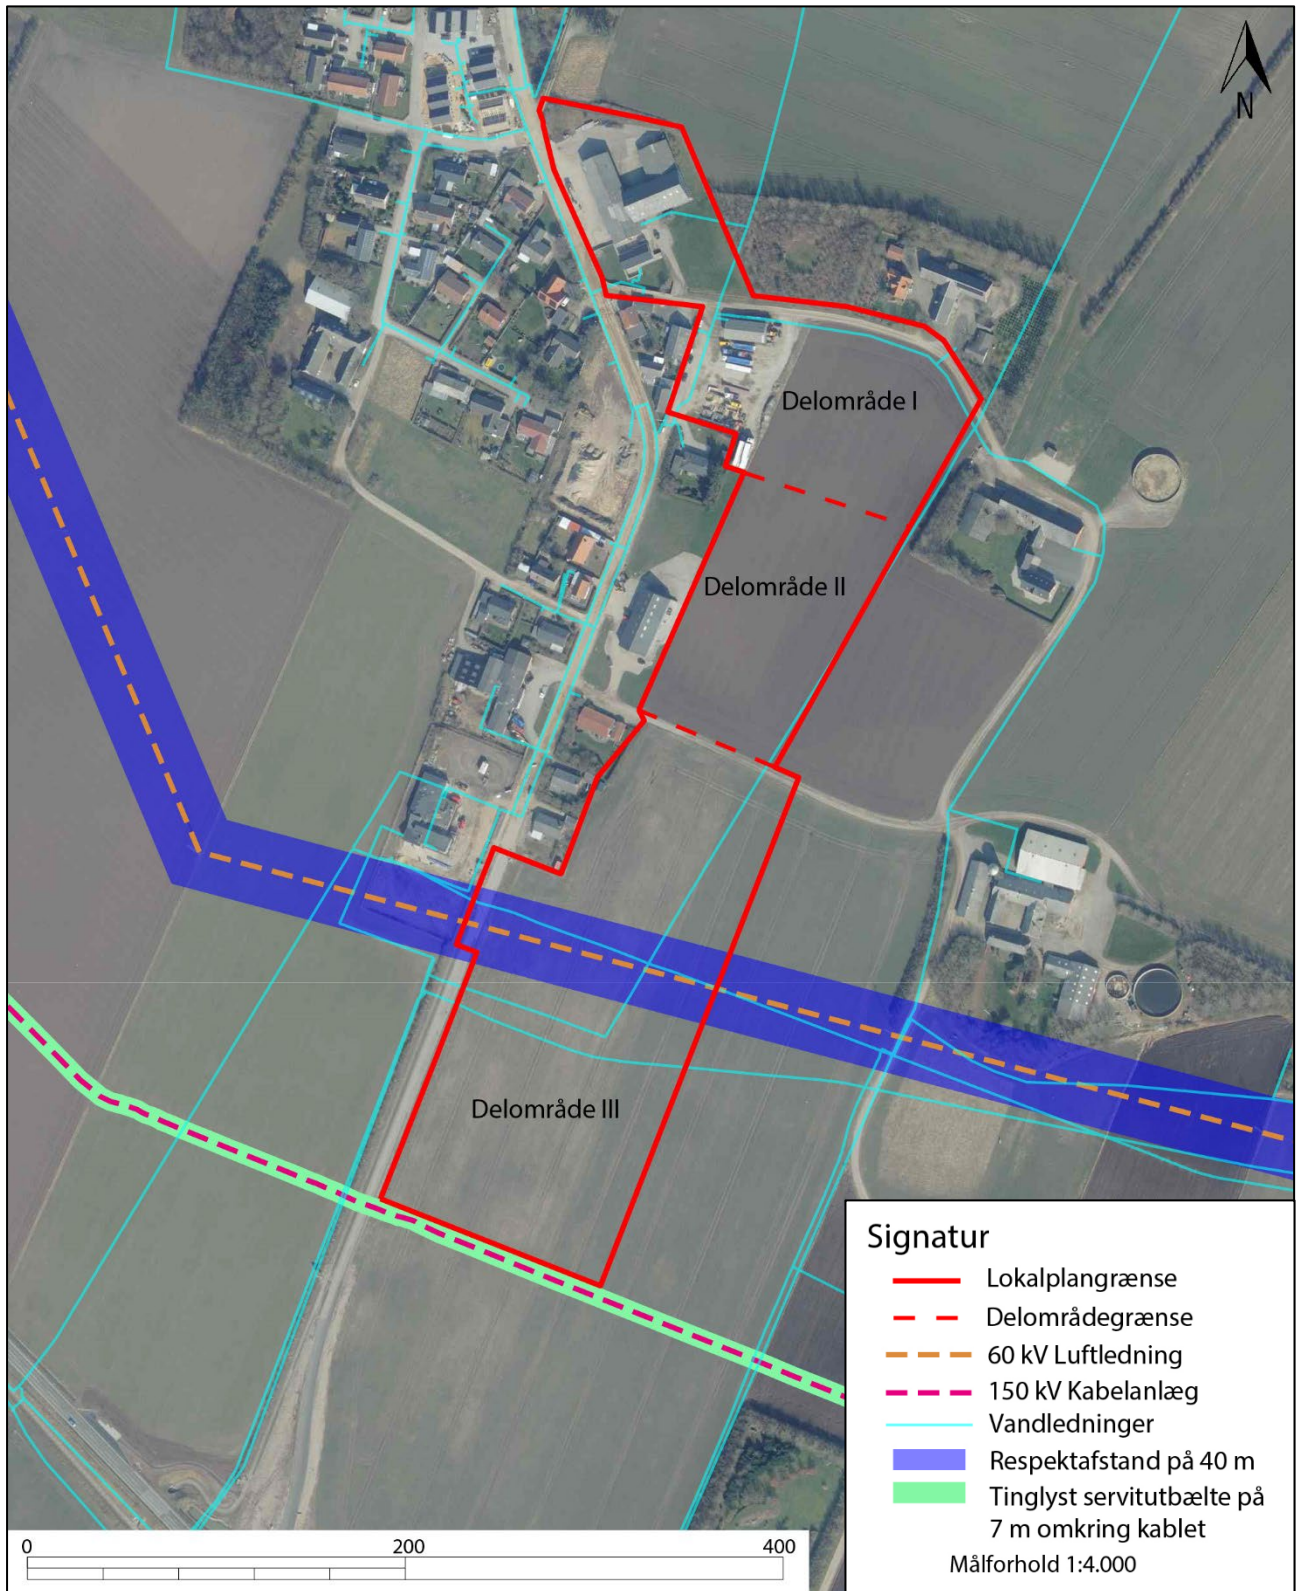 N
Delområde I
Delområde II
Delområde III
Signatur
Lokalplangrænse
Delområdegrænse
60 kV Luftledning
150 kV Kabelanlæg
Vandledninger
Respektafstand på 40 m
Tinglyst servitutbælte på
7 m omkring kablet
Målforhold 1:4.000
0 200 400